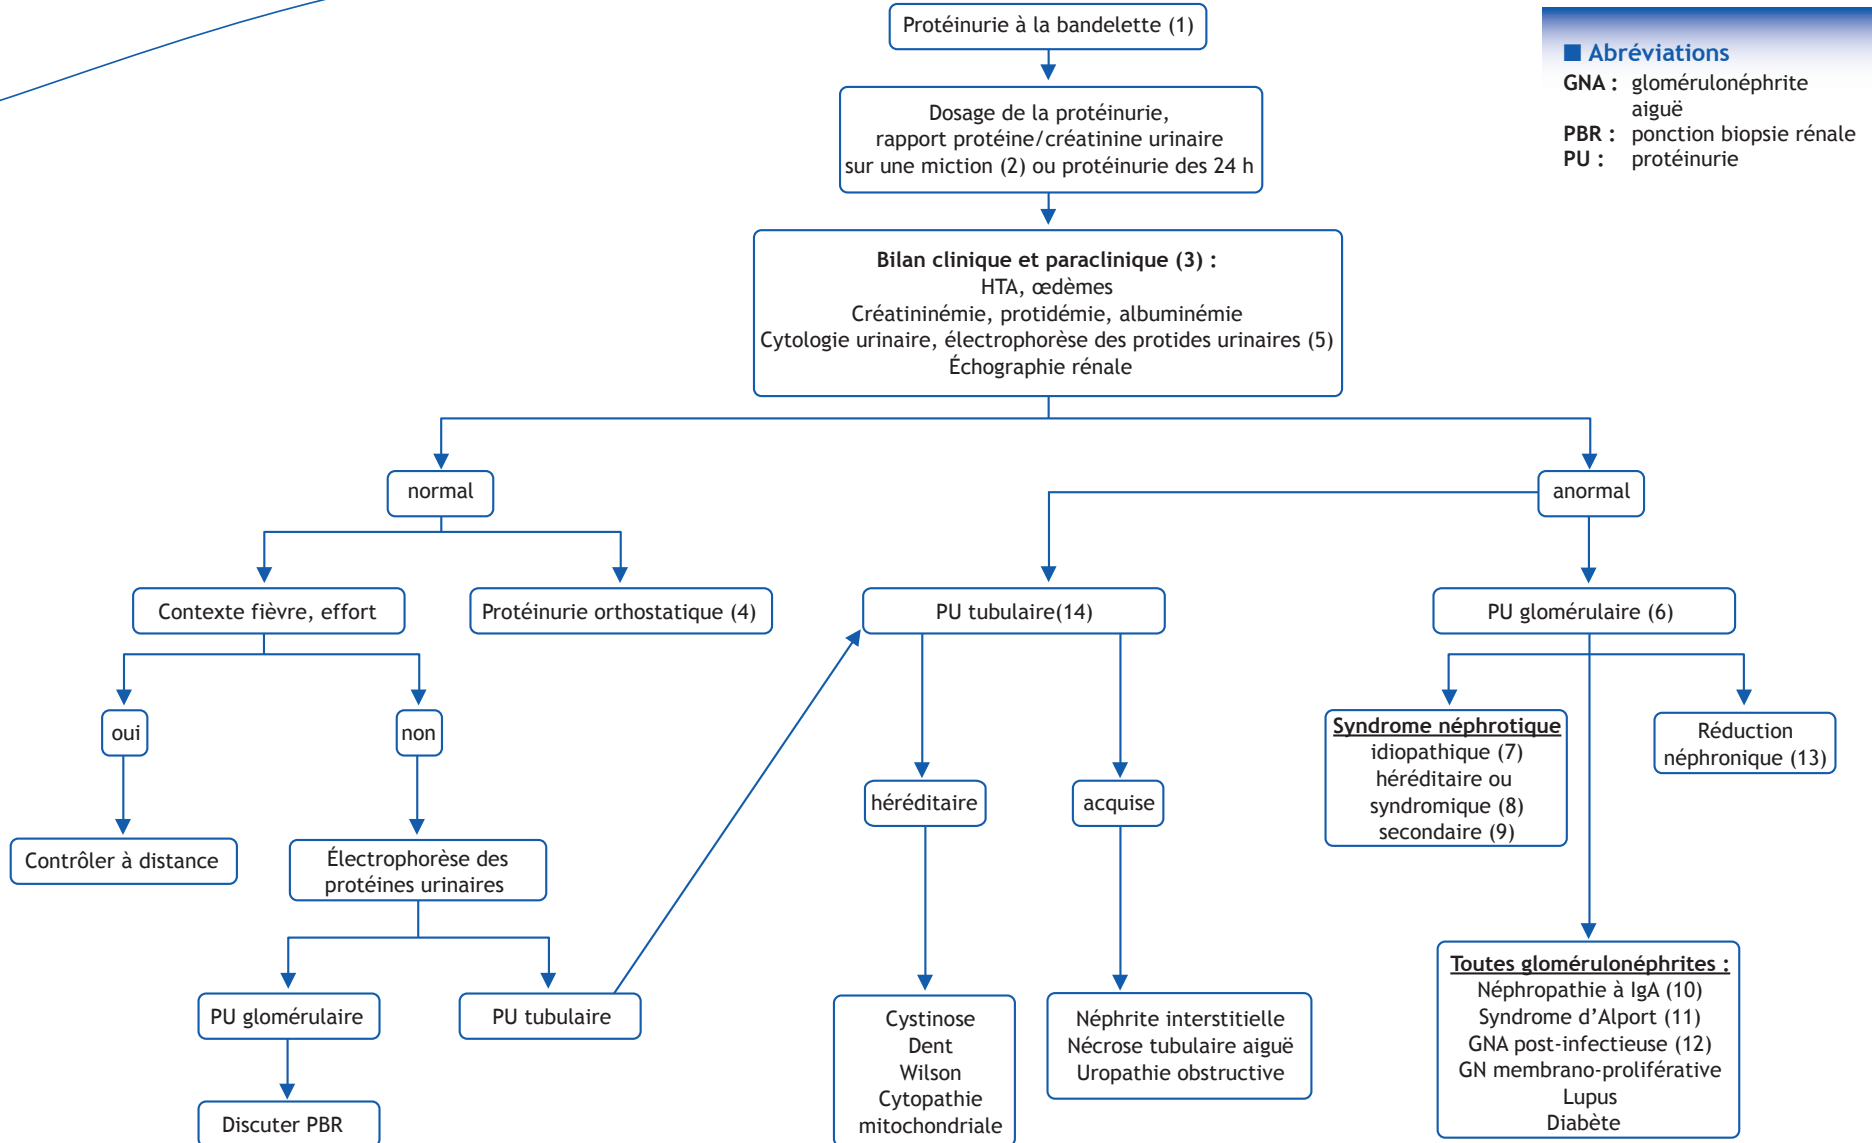 Protéinurie à la bandelette (1)
■ Abréviations
GNA : glomérulonéphrite
aiguë
PBR : ponction biopsie rénale
PU : protéinurie
Dosage de la protéinurie,
rapport protéine/créatinine urinaire
sur une miction (2) ou protéinurie des 24 h
Bilan clinique et paraclinique (3) :
HTA, œdèmes
Créatininémie, protidémie, albuminémie
Cytologie urinaire, électrophorèse des protides urinaires (5)
Échographie rénale
normal
anormal
Contexte fièvre, effort
Protéinurie orthostatique (4)
PU tubulaire(14)
PU glomérulaire (6)
oui
non
Syndrome néphrotique
idiopathique (7)
héréditaire ou
syndromique (8)
secondaire (9)
Réduction
néphronique (13)
héréditaire
acquise
Contrôler à distance
Électrophorèse des
protéines urinaires
PU glomérulaire
PU tubulaire
Cystinose
Dent
Wilson
Cytopathie
mitochondriale
Néphrite interstitielle
Nécrose tubulaire aiguë
Uropathie obstructive
Toutes glomérulonéphrites :
Néphropathie à IgA (10)
Syndrome d’Alport (11)
GNA post-infectieuse (12)
GN membrano-proliférative
Lupus
Diabète
Discuter PBR